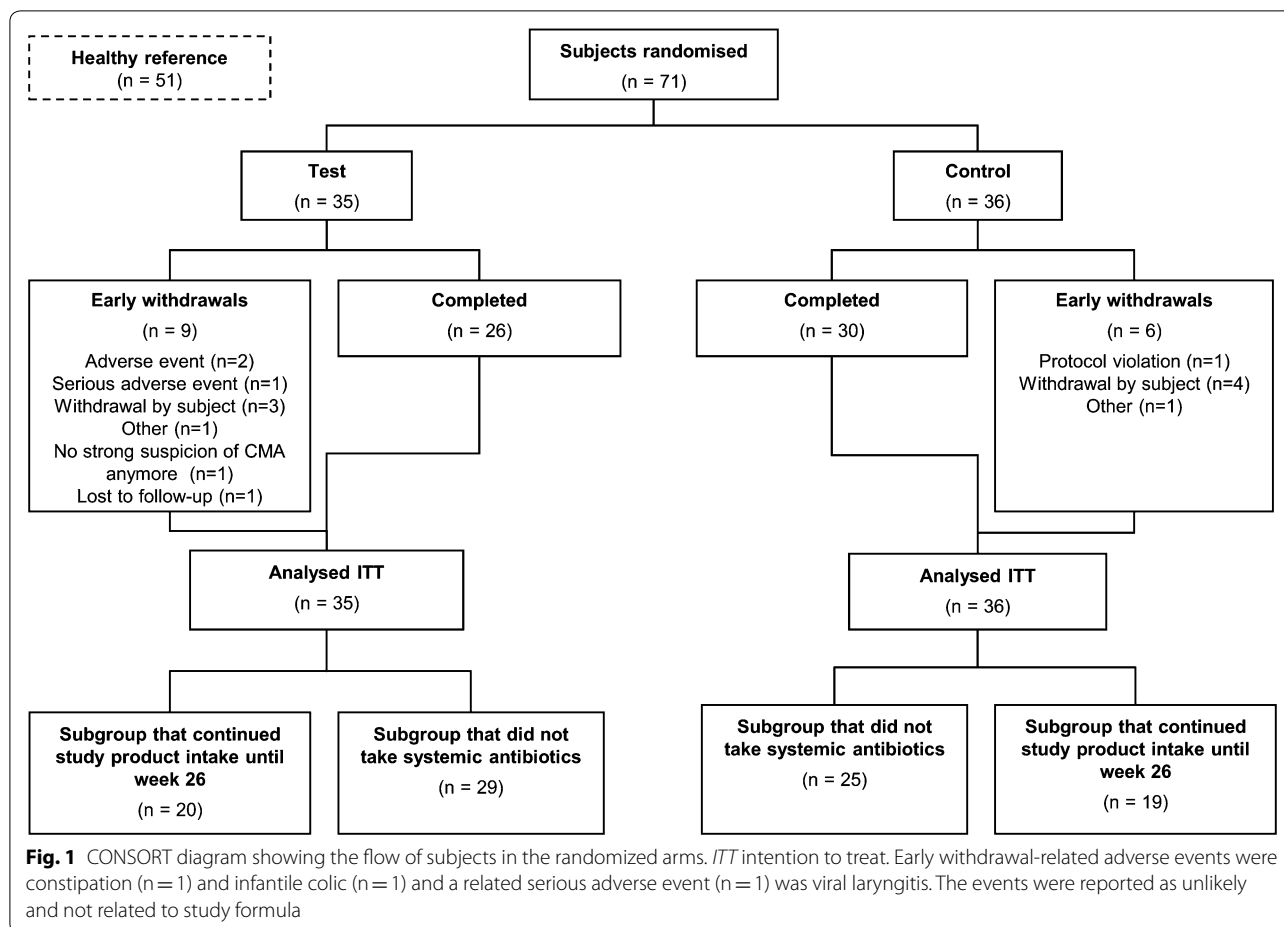 Healthy reference
(n = 51)
Subjects randomised
(n = 71)
Test
(n = 35)
Control
(n = 36)
Early withdrawals
(n = 9)
Adverse event (n=2)
Serious adverse event (n=1)
Withdrawal by subject (n=3)
Other (n=1)
No strong suspicion of CMA
anymore (n=1)
Lost to follow-up (n=1)
Completed
(n = 26)
Completed
(n = 30)
Early withdrawals
(n = 6)
Protocol violation (n=1)
Withdrawal by subject (n=4)
Other (n=1)
Analysed ITT
(n = 35)
Analysed ITT
(n = 36)
Subgroup that continued
study product intake until
week 26
(n = 20)
Subgroup that did not
take systemic antibiotics
(n = 29)
Subgroup that did not
take systemic antibiotics
(n = 25)
Subgroup that continued
study product intake until
week 26
(n = 19)
Fig. 1 CONSORT diagram showing the flow of subjects in the randomized arms. ITT intention to treat. Early withdrawal-related adverse events were
constipation (n = 1) and infantile colic (n = 1) and a related serious adverse event (n = 1) was viral laryngitis. The events were reported as unlikely
and not related to study formula